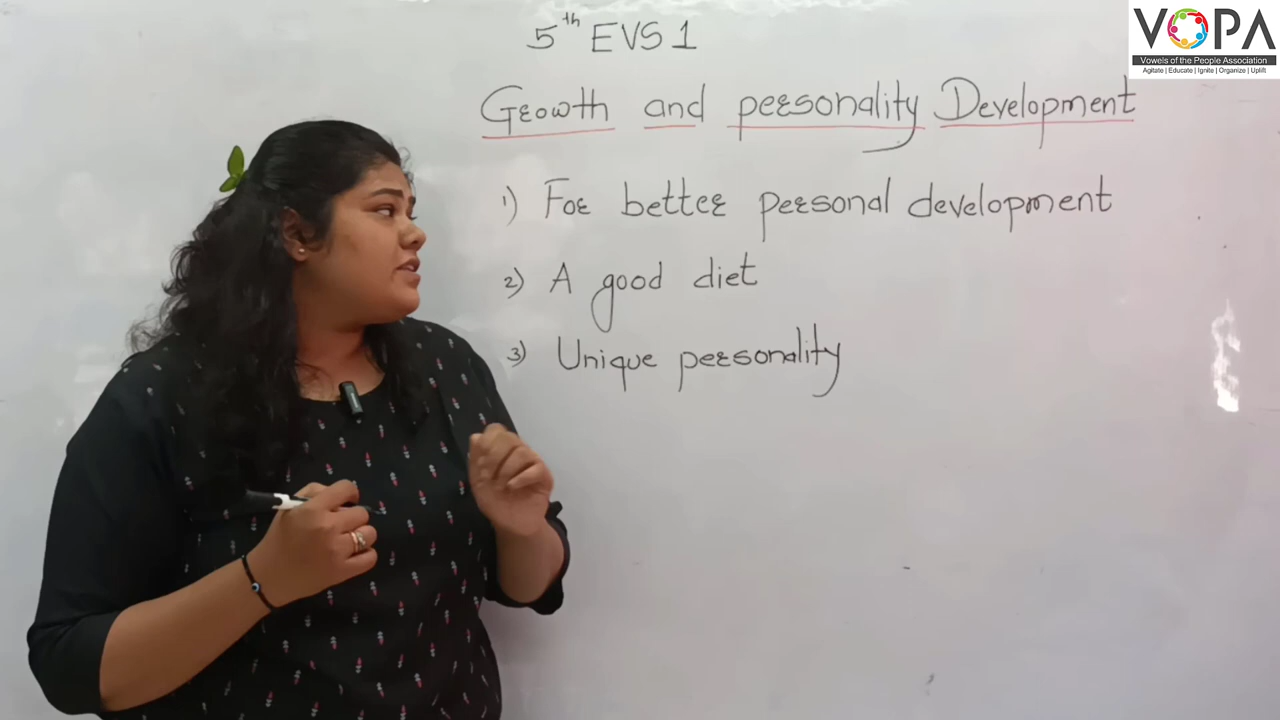 5th EVS 1
VOPA
Vowels of the People Association
Agitate | Educate | Ignite | Organize | Uplift
Growth and personality Development
1) For better personal development
2) A good diet
3) Unique personality